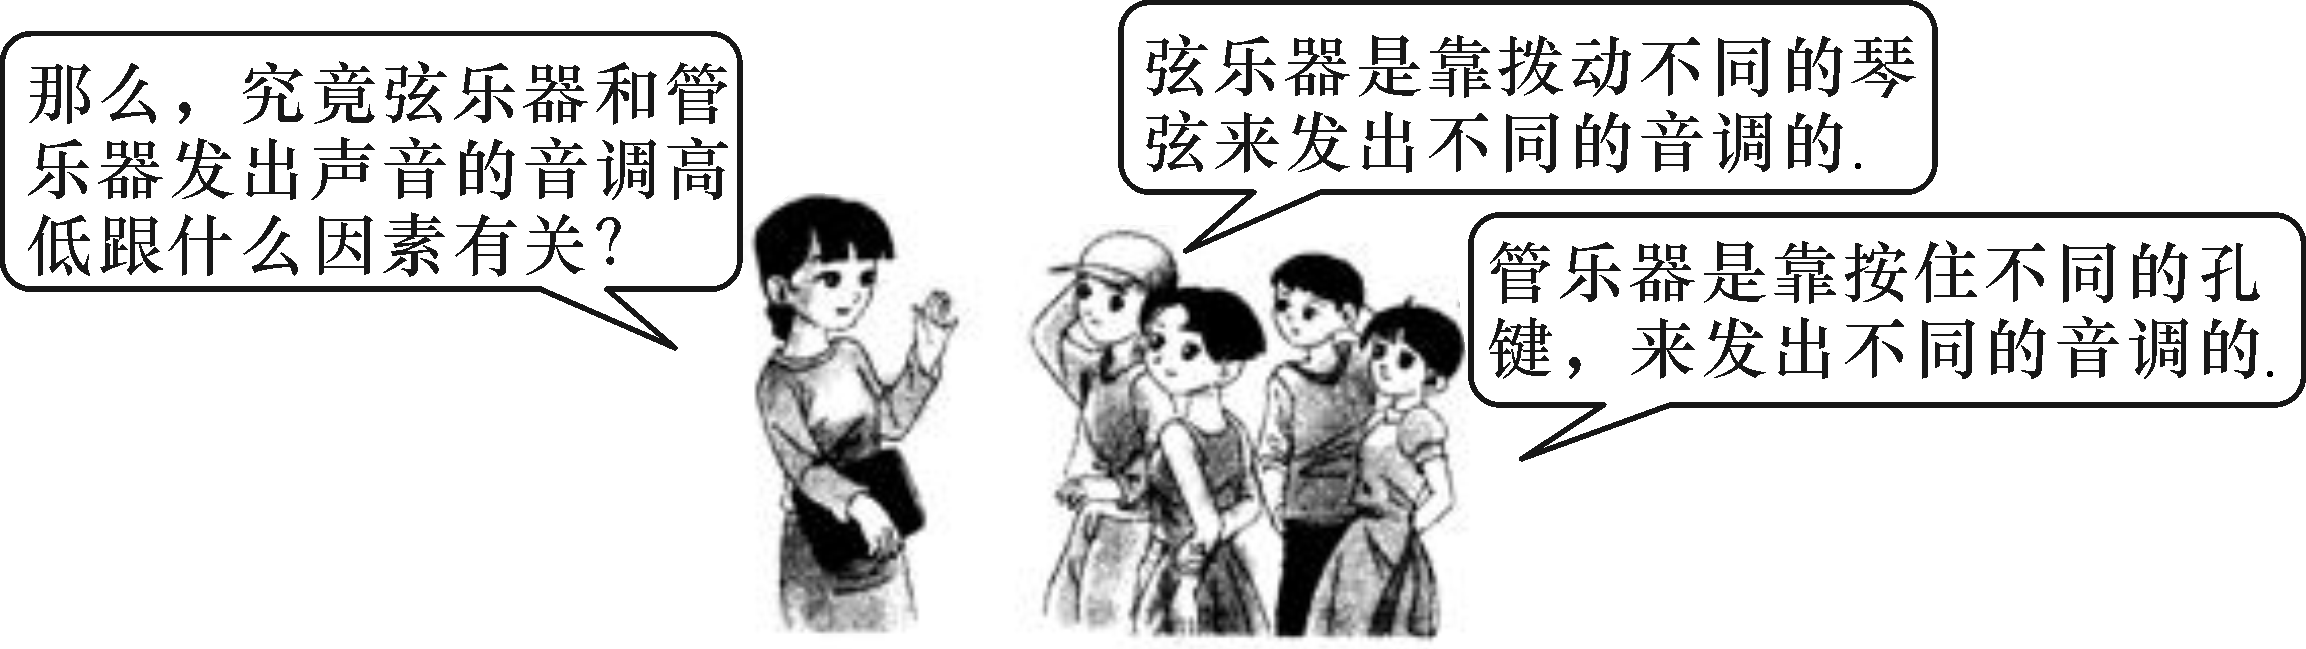 那么，究竟弦乐器和管
乐器发出声音的音调高
低跟什么因素有关？
弦乐器是靠拨动不同的琴
弦来发出不同的音调的.
管乐器是靠按住不同的孔
键，来发出不同的音调的.